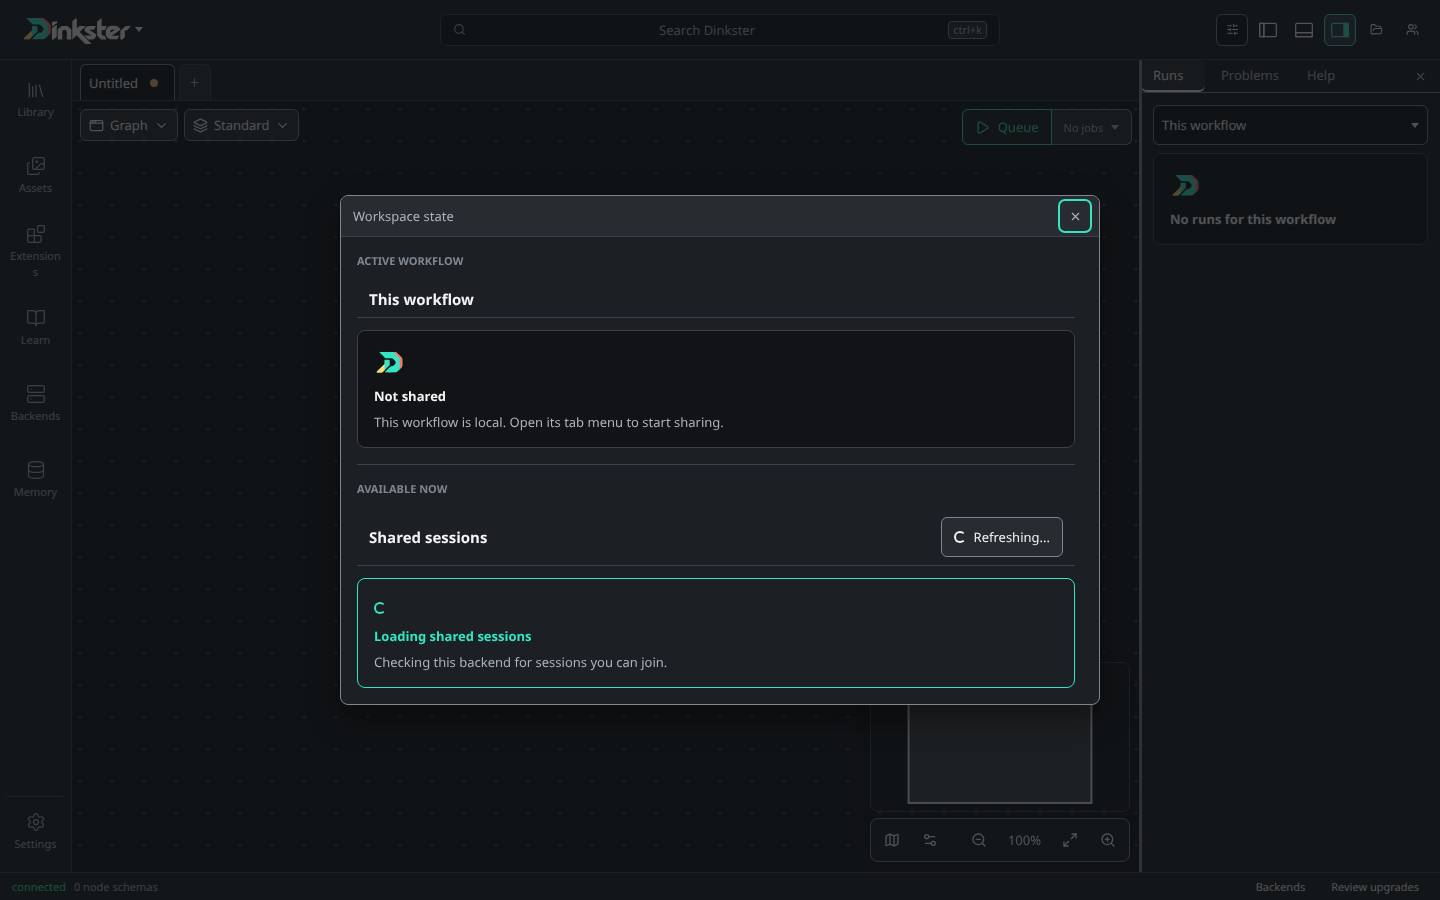 Dinkster
Search Dinkster
ctrl+k
Untitled
+
Runs
Problems
Help
Library
Assets
Extension
s
Learn
Backends
Memory
Settings
Graph
Standard
Queue
No jobs
This workflow
No runs for this workflow
Workspace state
ACTIVE WORKFLOW
This workflow
Not shared
This workflow is local. Open its tab menu to start sharing.
AVAILABLE NOW
Shared sessions
Refreshing...
Loading shared sessions
Checking this backend for sessions you can join.
100%
connected
0 node schemas
Backends
Review upgrades